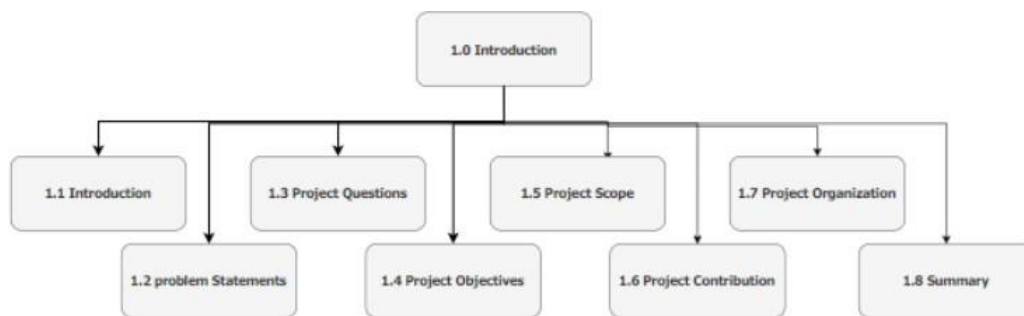 1.0 Introduction
1.1 Introduction
1.3 Project Questions
1.5 Project Scope
1.7 Project Organization
1.2 problem Statements
1.4 Project Objectives
1.6 Project Contribution
1.8 Summary